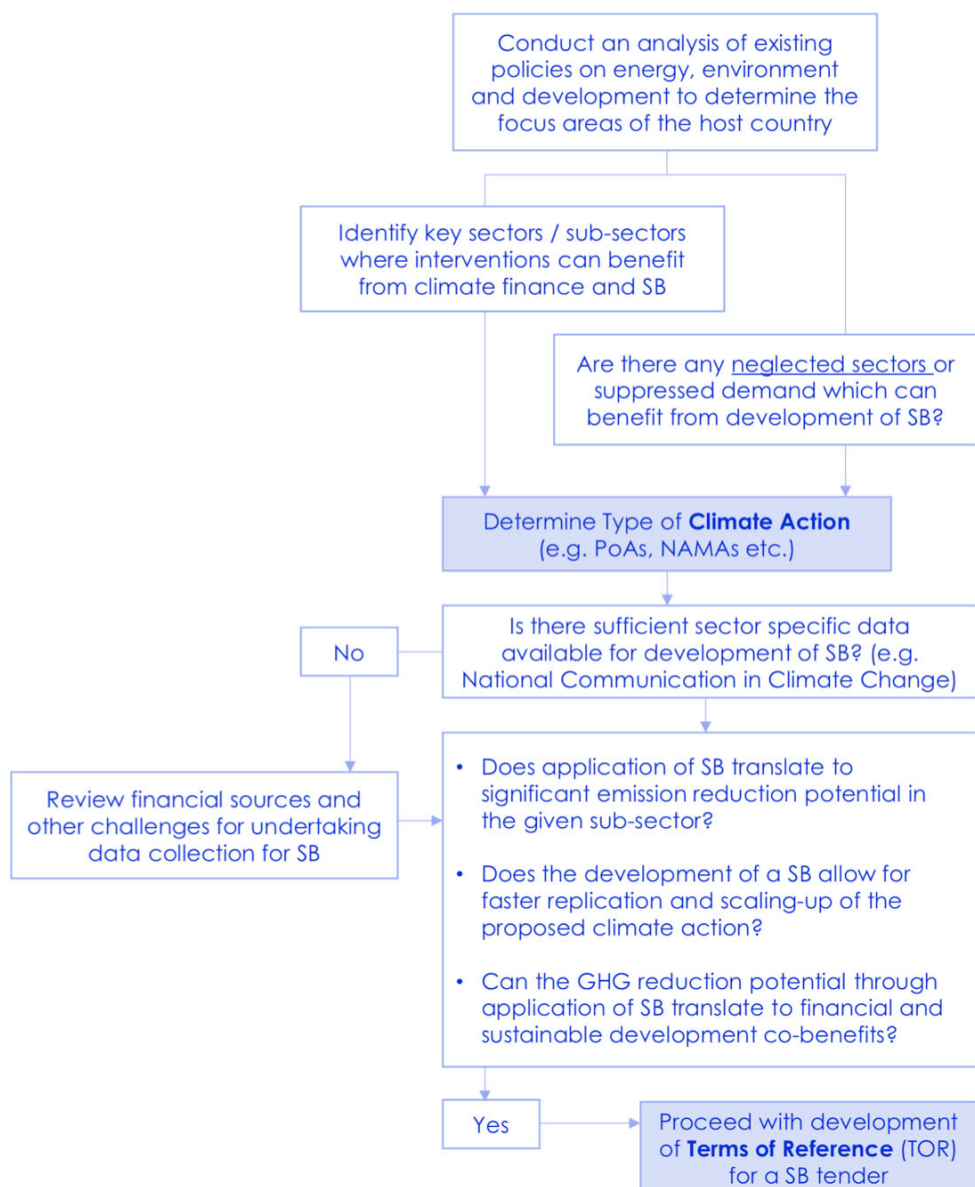 Conduct an analysis of existing
policies on energy, environment
and development to determine the
focus areas of the host country
Identify key sectors / sub-sectors
where interventions can benefit
from climate finance and SB
Are there any neglected sectors or
suppressed demand which can
benefit from development of SB?
Determine Type of Climate Action
(e.g. PoAs, NAMAs etc.)
Is there sufficient sector specific data
available for development of SB? (e.g.
National Communication in Climate Change)
No
Review financial sources and
other challenges for undertaking
data collection for SB
• Does application of SB translate to
significant emission reduction potential in
the given sub-sector?
• Does the development of a SB allow for
faster replication and scaling-up of the
proposed climate action?
• Can the GHG reduction potential through
application of SB translate to financial and
sustainable development co-benefits?
Yes
Proceed with development
of Terms of Reference (TOR)
for a SB tender